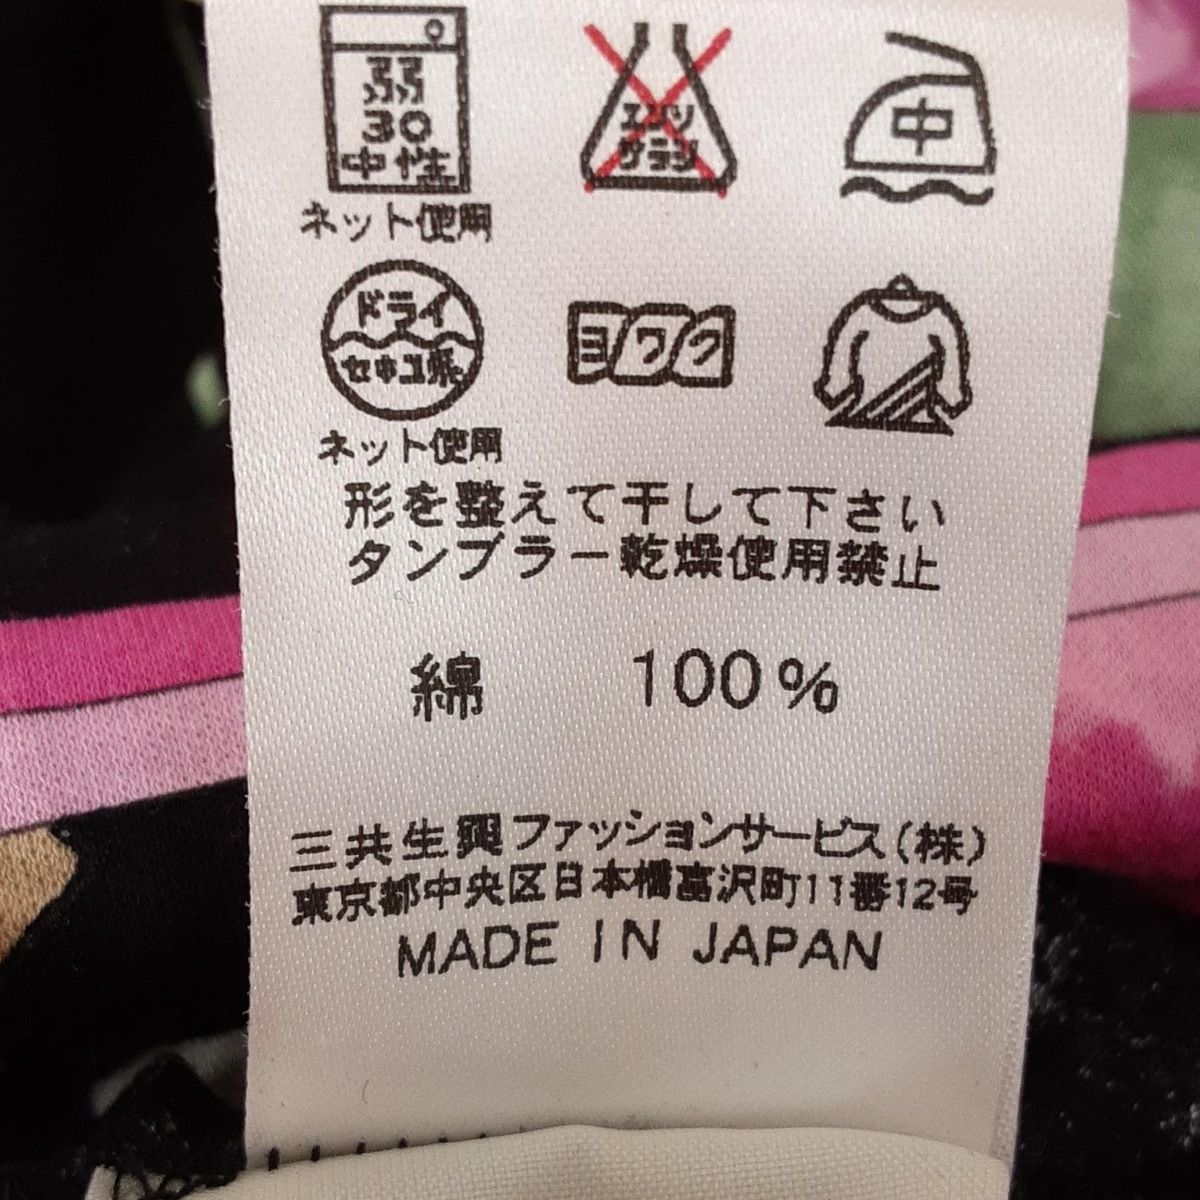 弱
30
中性
エンソ
サラシ
中
ネット使用
ドライ
セキユ系
ヨワク
ネット使用
形を整えて干して下さい
タンブラー乾燥使用禁止
綿 100%
三共生興ファッションサービス(株)
東京都中央区日本橋富沢町11番12号
MADE IN JAPAN